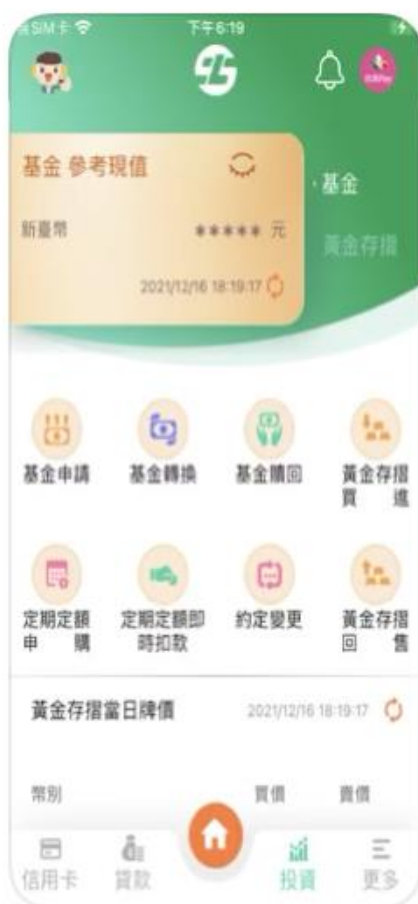 SIM卡 下午6:19
基金 參考現值
基金
新臺幣 ***** 元
黃金存摺
2021/12/16 18:19:17
基金申請 基金轉換 基金贖回 黃金存摺
買 進
定期定額 定期定額即 約定變更 黃金存摺
申 購 時扣款 回 售
黃金存摺當日牌價 2021/12/16 18:19:17
幣別 買價 賣價
信用卡 貸款 投資 更多